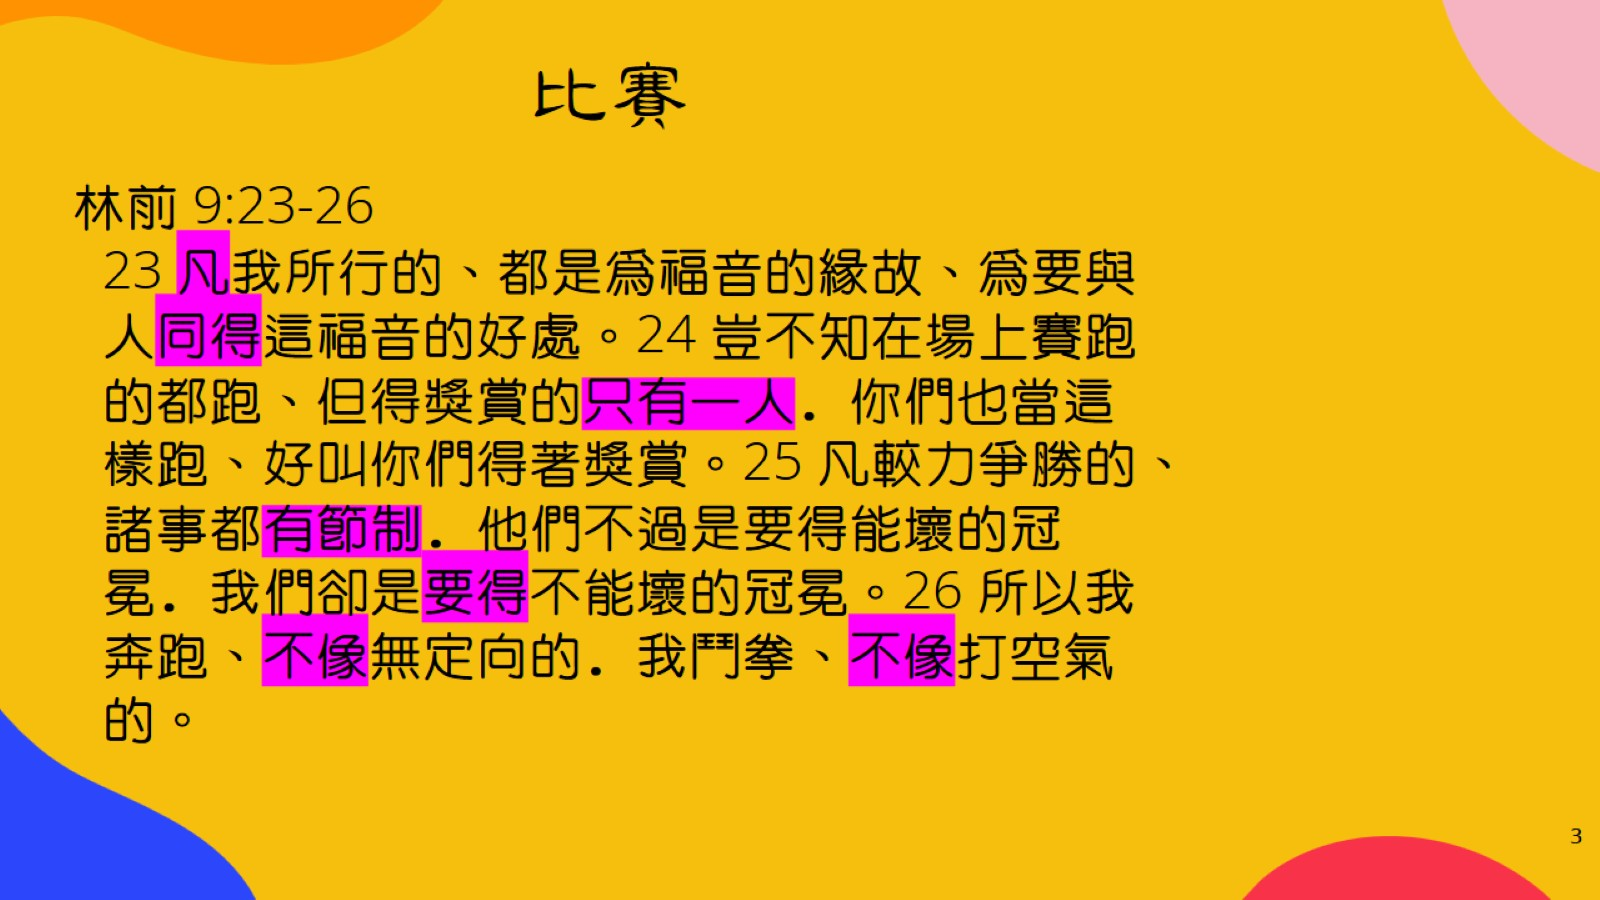 比賽
林前 9:23-26
23 凡我所行的、都是爲福音的緣故、爲要與
人同得這福音的好處。24 豈不知在場上賽跑
的都跑、但得獎賞的只有一人．你們也當這
樣跑、好叫你們得著獎賞。25 凡較力爭勝的、
諸事都有節制．他們不過是要得能壞的冠
冕．我們卻是要得不能壞的冠冕。26 所以我
奔跑、不像無定向的．我鬥拳、不像打空氣
的。
3